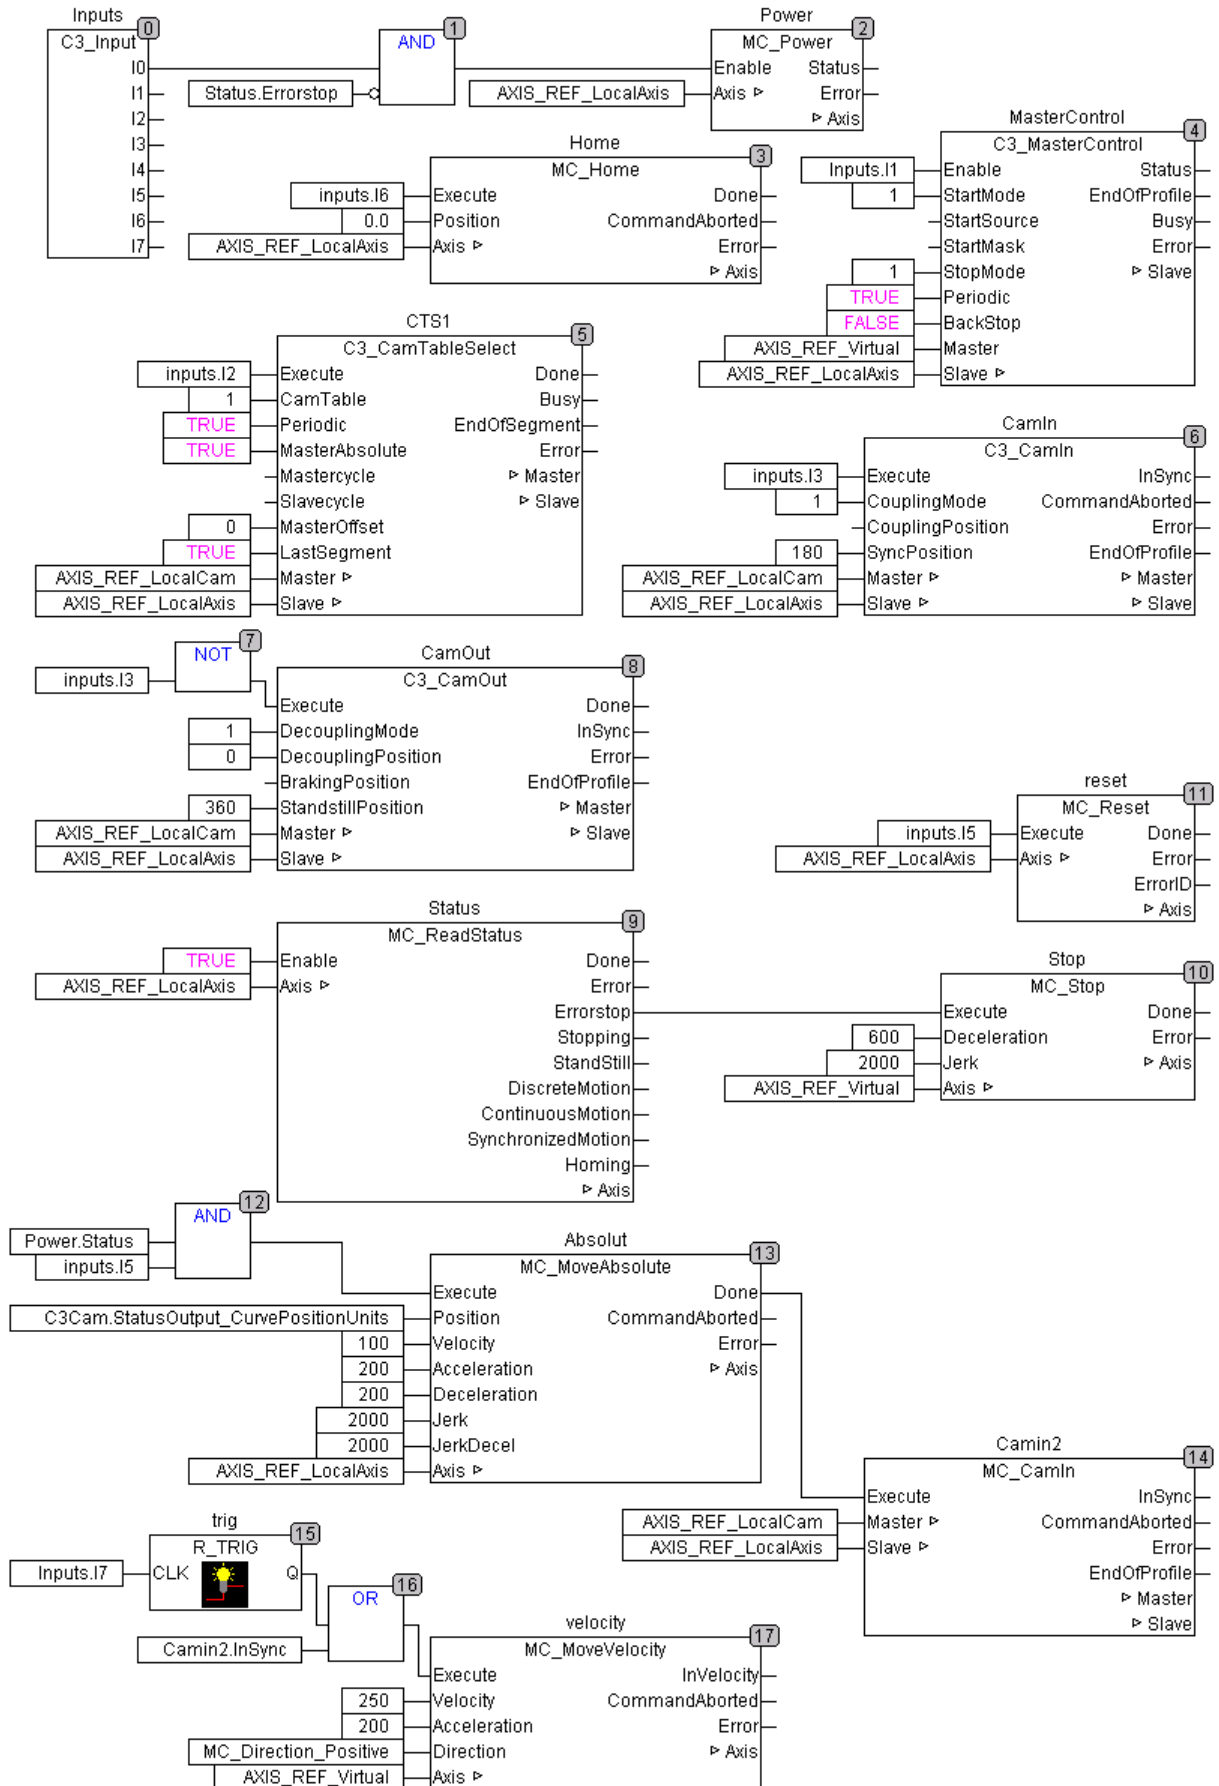 Inputs
0
C3_Input
I0
I1
I2
I3
I4
I5
I6
I7
1
AND
Status.Errorstop
Power
2
MC_Power
Enable Status
AXIS_REF_LocalAxis Axis ▹ Error
▹ Axis
Home
3
MC_Home
inputs.I6 Execute Done
0.0 Position CommandAborted
AXIS_REF_LocalAxis Axis ▹ Error
▹ Axis
MasterControl
4
C3_MasterControl
Inputs.I1 Enable Status
1 StartMode EndOfProfile
StartSource Busy
StartMask Error
1 StopMode ▹ Slave
TRUE Periodic
FALSE BackStop
AXIS_REF_Virtual Master
AXIS_REF_LocalAxis Slave ▹
CTS1
5
C3_CamTableSelect
inputs.I2 Execute Done
1 CamTable Busy
TRUE Periodic EndOfSegment
TRUE MasterAbsolute Error
Mastercycle ▹ Master
Slavecycle ▹ Slave
0 MasterOffset
TRUE LastSegment
AXIS_REF_LocalCam Master ▹
AXIS_REF_LocalAxis Slave ▹
CamIn
6
C3_CamIn
inputs.I3 Execute InSync
1 CouplingMode CommandAborted
CouplingPosition Error
180 SyncPosition EndOfProfile
AXIS_REF_LocalCam Master ▹ ▹ Master
AXIS_REF_LocalAxis Slave ▹ ▹ Slave
7
NOT
inputs.I3
CamOut
8
C3_CamOut
Execute Done
1 DecouplingMode InSync
0 DecouplingPosition Error
BrakingPosition EndOfProfile
360 StandstillPosition ▹ Master
AXIS_REF_LocalCam Master ▹ ▹ Slave
AXIS_REF_LocalAxis Slave ▹
reset
11
MC_Reset
inputs.I5 Execute Done
AXIS_REF_LocalAxis Axis ▹ Error
ErrorID
▹ Axis
Status
9
MC_ReadStatus
TRUE Enable Done
AXIS_REF_LocalAxis Axis ▹ Error
Errorstop
Stopping
StandStill
DiscreteMotion
ContinuousMotion
SynchronizedMotion
Homing
▹ Axis
Stop
10
MC_Stop
Execute Done
600 Deceleration Error
2000 Jerk ▹ Axis
AXIS_REF_Virtual Axis ▹
12
AND
Power.Status
inputs.I5
Absolut
13
MC_MoveAbsolute
Execute Done
C3Cam.StatusOutput_CurvePositionUnits Position CommandAborted
100 Velocity Error
200 Acceleration ▹ Axis
200 Deceleration
2000 Jerk
2000 JerkDecel
AXIS_REF_LocalAxis Axis ▹
Camin2
14
MC_CamIn
Execute InSync
AXIS_REF_LocalCam Master ▹ CommandAborted
AXIS_REF_LocalAxis Slave ▹ Error
EndOfProfile
▹ Master
▹ Slave
trig
15
R_TRIG
Inputs.I7 CLK Q
16
OR
Camin2.InSync
velocity
17
MC_MoveVelocity
Execute InVelocity
250 Velocity CommandAborted
200 Acceleration Error
MC_Direction_Positive Direction ▹ Axis
AXIS_REF_Virtual Axis ▹